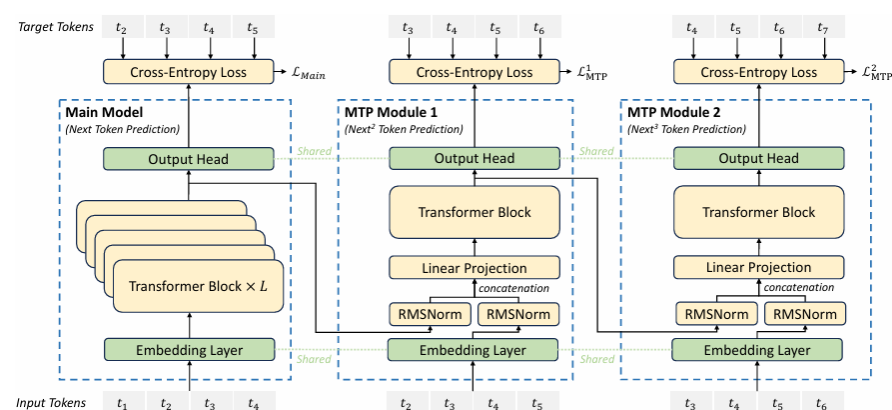 Target Tokens t₂ t₃ t₄ t₅ t₃ t₄ t₅ t₆ t₄ t₅ t₆ t₇
Cross-Entropy Loss ℒ_Main Cross-Entropy Loss ℒ¹_MTP Cross-Entropy Loss ℒ²_MTP
Main Model MTP Module 1 MTP Module 2
(Next Token Prediction) (Next² Token Prediction) (Next³ Token Prediction)
Output Head Shared Output Head Shared Output Head
Transformer Block Transformer Block
Linear Projection Linear Projection
Transformer Block × L concatenation concatenation
RMSNorm RMSNorm RMSNorm RMSNorm
Embedding Layer Shared Embedding Layer Shared Embedding Layer
Input Tokens t₁ t₂ t₃ t₄ t₂ t₃ t₄ t₅ t₃ t₄ t₅ t₆